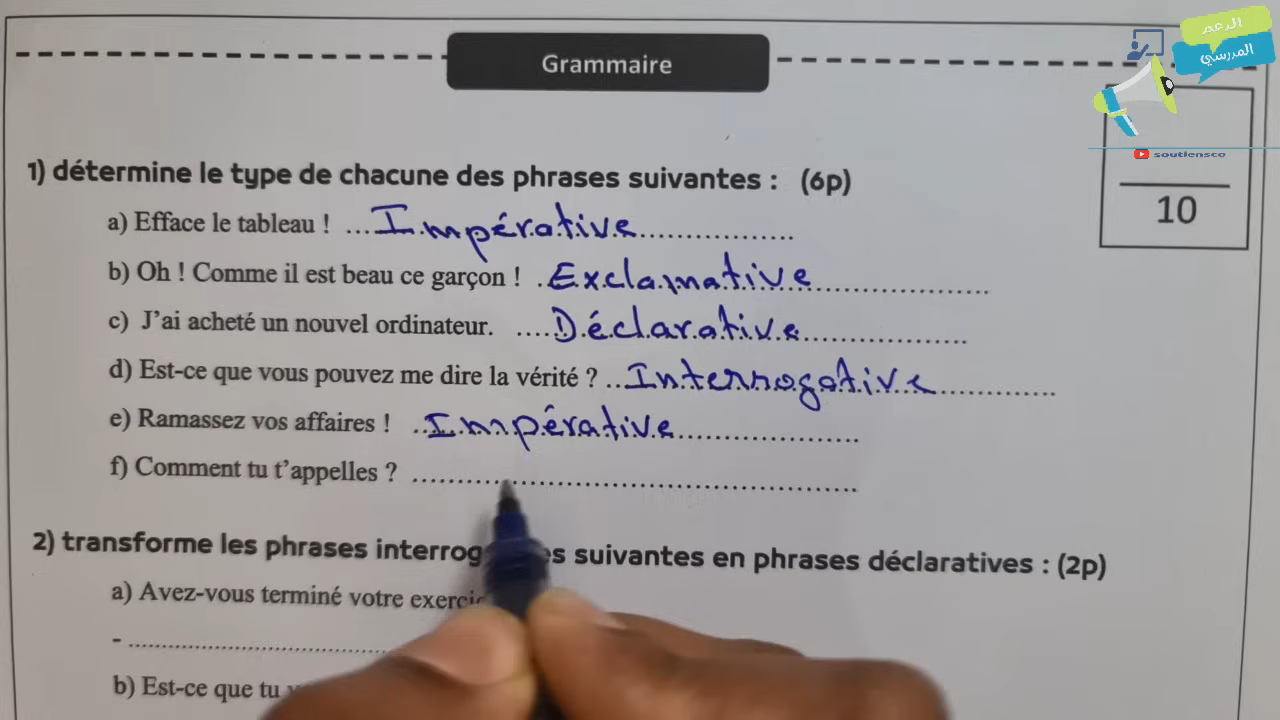 الدعم
المدرسي
Grammaire
soutiensco
10
1) détermine le type de chacune des phrases suivantes : (6p)
a) Efface le tableau ! ...Impérative.................
b) Oh ! Comme il est beau ce garçon ! .Exclamative....................
c) J'ai acheté un nouvel ordinateur. ....Déclarative.................
d) Est-ce que vous pouvez me dire la vérité ? ..Interrogative.............
e) Ramassez vos affaires ! ..Impérative.....................
f) Comment tu t'appelles ? ......................................................
2) transforme les phrases interrog es suivantes en phrases déclaratives : (2p)
a) Avez-vous terminé votre exerci
- ..............................................
b) Est-ce que tu